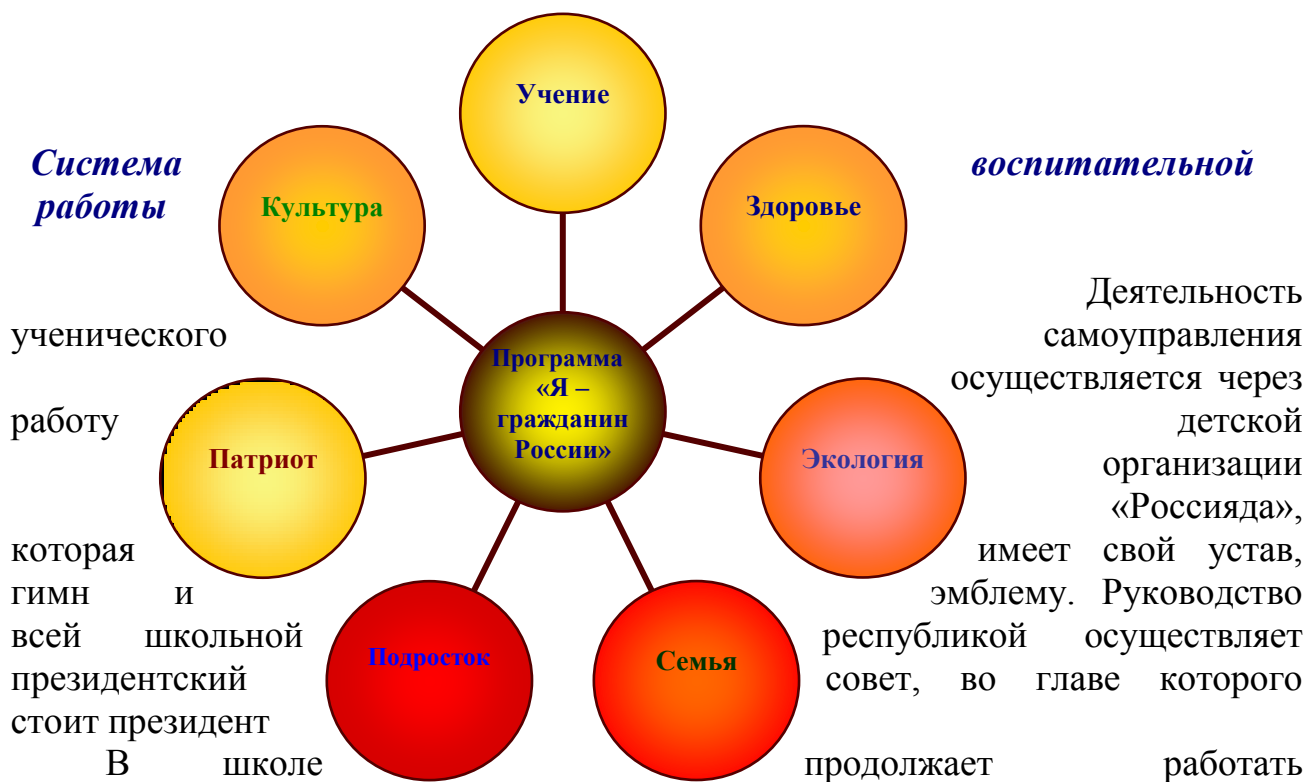 Учение
Система воспитательной
работы
Культура
Здоровье
Деятельность
ученического самоуправления
Программа
«Я –
гражданин
России»
осуществляется через
работу детской
Патриот
Экология
организации
«Россияда»,
которая имеет свой устав,
гимн и эмблему. Руководство
всей школьной республикой осуществляет
Подросток
Семья
президентский совет, во главе которого
стоит президент
В школе продолжает работать